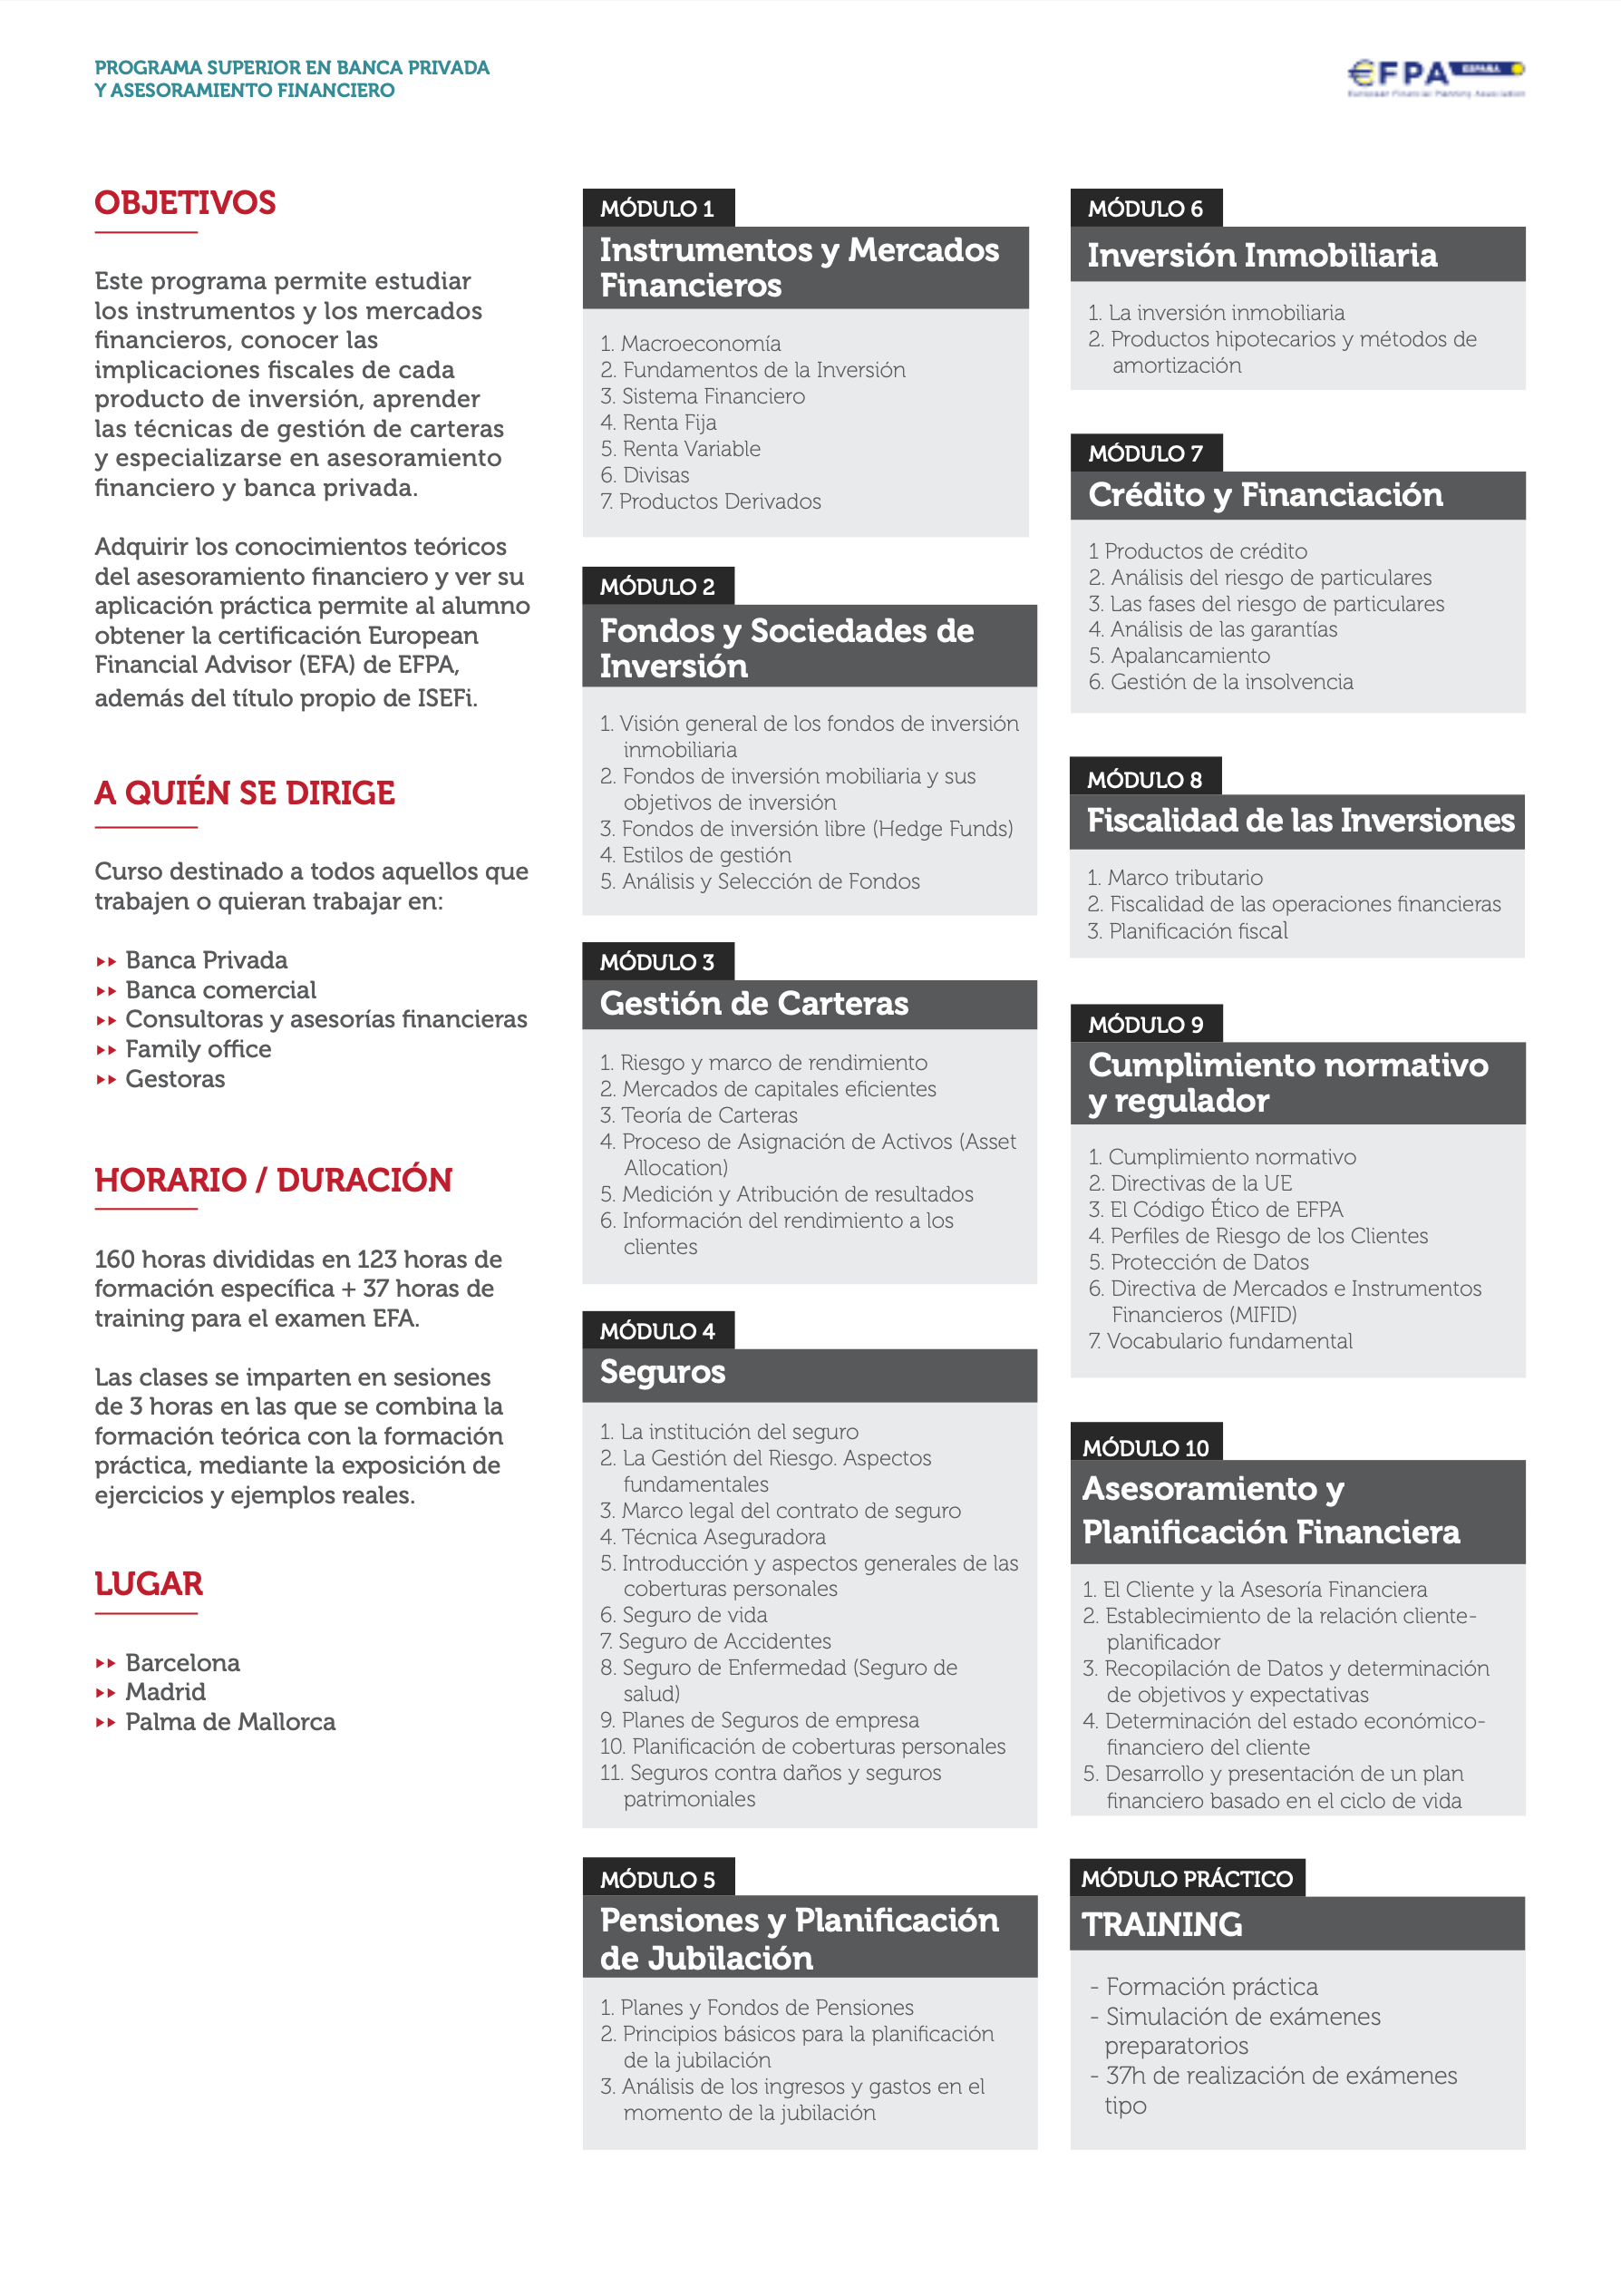 PROGRAMA SUPERIOR EN BANCA PRIVADA
Y ASESORAMIENTO FINANCIERO
€FPA ESPAÑA
European Financial Planning Association
OBJETIVOS
Este programa permite estudiar
los instrumentos y los mercados
financieros, conocer las
implicaciones fiscales de cada
producto de inversión, aprender
las técnicas de gestión de carteras
y especializarse en asesoramiento
financiero y banca privada.
Adquirir los conocimientos teóricos
del asesoramiento financiero y ver su
aplicación práctica permite al alumno
obtener la certificación European
Financial Advisor (EFA) de EFPA,
además del título propio de ISEFi.
A QUIÉN SE DIRIGE
Curso destinado a todos aquellos que
trabajen o quieran trabajar en:
Banca Privada
Banca comercial
Consultoras y asesorías financieras
Family office
Gestoras
HORARIO / DURACIÓN
160 horas divididas en 123 horas de
formación específica + 37 horas de
training para el examen EFA.
Las clases se imparten en sesiones
de 3 horas en las que se combina la
formación teórica con la formación
práctica, mediante la exposición de
ejercicios y ejemplos reales.
LUGAR
Barcelona
Madrid
Palma de Mallorca
MÓDULO 1
Instrumentos y Mercados
Financieros
1. Macroeconomía
2. Fundamentos de la Inversión
3. Sistema Financiero
4. Renta Fija
5. Renta Variable
6. Divisas
7. Productos Derivados
MÓDULO 2
Fondos y Sociedades de
Inversión
1. Visión general de los fondos de inversión
inmobiliaria
2. Fondos de inversión mobiliaria y sus
objetivos de inversión
3. Fondos de inversión libre (Hedge Funds)
4. Estilos de gestión
5. Análisis y Selección de Fondos
MÓDULO 3
Gestión de Carteras
1. Riesgo y marco de rendimiento
2. Mercados de capitales eficientes
3. Teoría de Carteras
4. Proceso de Asignación de Activos (Asset
Allocation)
5. Medición y Atribución de resultados
6. Información del rendimiento a los
clientes
MÓDULO 4
Seguros
1. La institución del seguro
2. La Gestión del Riesgo. Aspectos
fundamentales
3. Marco legal del contrato de seguro
4. Técnica Aseguradora
5. Introducción y aspectos generales de las
coberturas personales
6. Seguro de vida
7. Seguro de Accidentes
8. Seguro de Enfermedad (Seguro de
salud)
9. Planes de Seguros de empresa
10. Planificación de coberturas personales
11. Seguros contra daños y seguros
patrimoniales
MÓDULO 5
Pensiones y Planificación
de Jubilación
1. Planes y Fondos de Pensiones
2. Principios básicos para la planificación
de la jubilación
3. Análisis de los ingresos y gastos en el
momento de la jubilación
MÓDULO 6
Inversión Inmobiliaria
1. La inversión inmobiliaria
2. Productos hipotecarios y métodos de
amortización
MÓDULO 7
Crédito y Financiación
1 Productos de crédito
2. Análisis del riesgo de particulares
3. Las fases del riesgo de particulares
4. Análisis de las garantías
5. Apalancamiento
6. Gestión de la insolvencia
MÓDULO 8
Fiscalidad de las Inversiones
1. Marco tributario
2. Fiscalidad de las operaciones financieras
3. Planificación fiscal
MÓDULO 9
Cumplimiento normativo
y regulador
1. Cumplimiento normativo
2. Directivas de la UE
3. El Código Ético de EFPA
4. Perfiles de Riesgo de los Clientes
5. Protección de Datos
6. Directiva de Mercados e Instrumentos
Financieros (MIFID)
7. Vocabulario fundamental
MÓDULO 10
Asesoramiento y
Planificación Financiera
1. El Cliente y la Asesoría Financiera
2. Establecimiento de la relación cliente-
planificador
3. Recopilación de Datos y determinación
de objetivos y expectativas
4. Determinación del estado económico-
financiero del cliente
5. Desarrollo y presentación de un plan
financiero basado en el ciclo de vida
MÓDULO PRÁCTICO
TRAINING
- Formación práctica
- Simulación de exámenes
preparatorios
- 37h de realización de exámenes
tipo